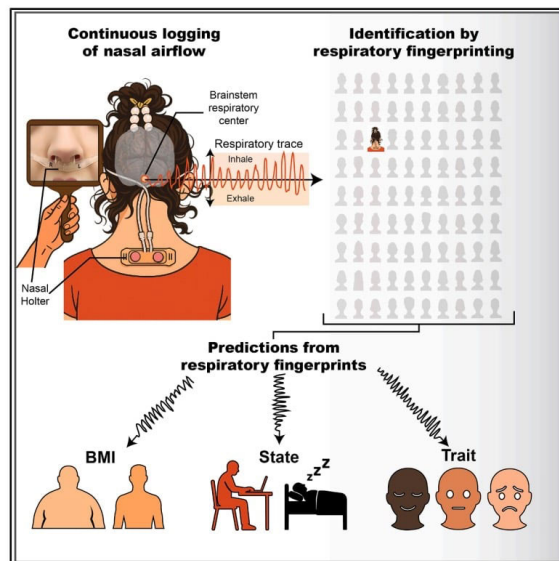 Continuous logging
of nasal airflow
Identification by
respiratory fingerprinting
Brainstem
respiratory
center
Respiratory trace
Inhale
Exhale
Nasal
Holter
Predictions from
respiratory fingerprints
BMI
State
Trait
z z z